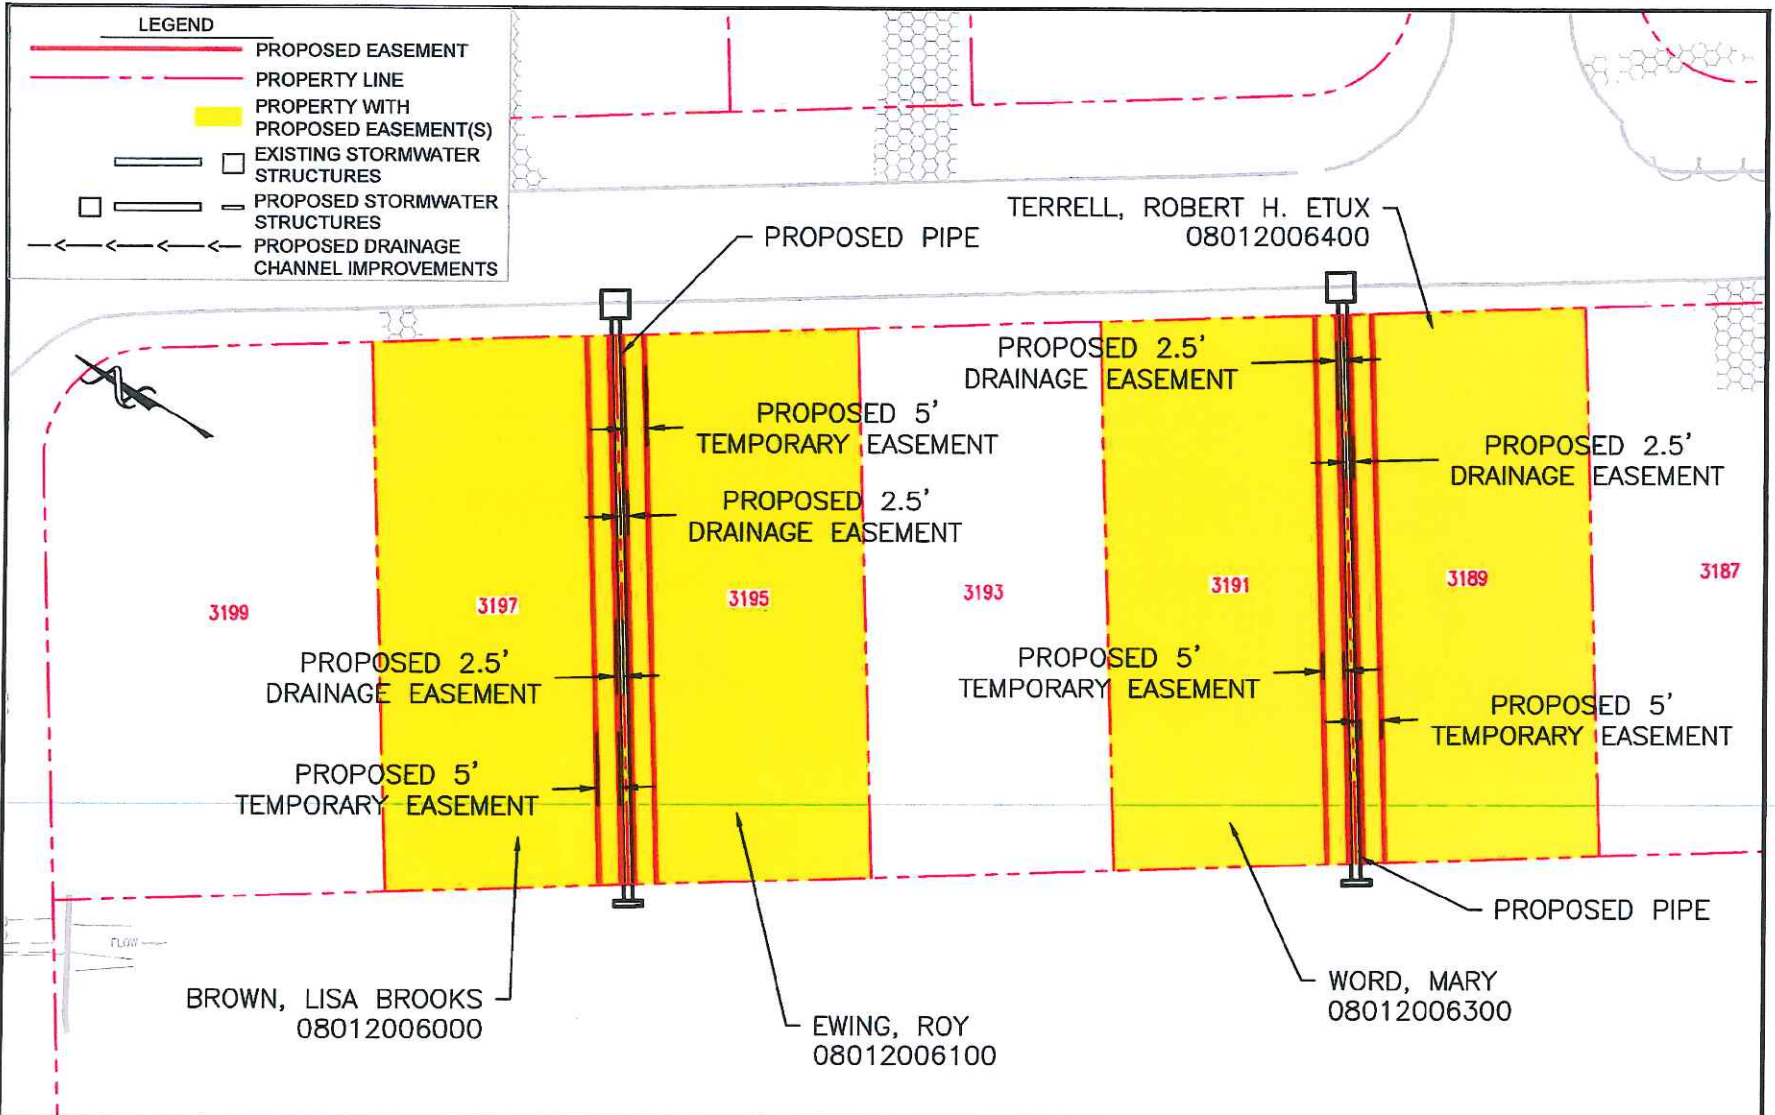 LEGEND
PROPOSED EASEMENT
PROPERTY LINE
PROPERTY WITH
PROPOSED EASEMENT(S)
EXISTING STORMWATER
STRUCTURES
PROPOSED STORMWATER
STRUCTURES
PROPOSED DRAINAGE
CHANNEL IMPROVEMENTS
PROPOSED PIPE
TERRELL, ROBERT H. ETUX
08012006400
PROPOSED 2.5'
DRAINAGE EASEMENT
PROPOSED 5'
TEMPORARY EASEMENT
PROPOSED 2.5'
DRAINAGE EASEMENT
PROPOSED 2.5'
DRAINAGE EASEMENT
3199
3197
3195
3193
3191
3189
3187
PROPOSED 2.5'
DRAINAGE EASEMENT
PROPOSED 5'
TEMPORARY EASEMENT
PROPOSED 5'
TEMPORARY EASEMENT
PROPOSED 5'
TEMPORARY EASEMENT
PROPOSED PIPE
FLOW
BROWN, LISA BROOKS
08012006000
EWING, ROY
08012006100
WORD, MARY
08012006300